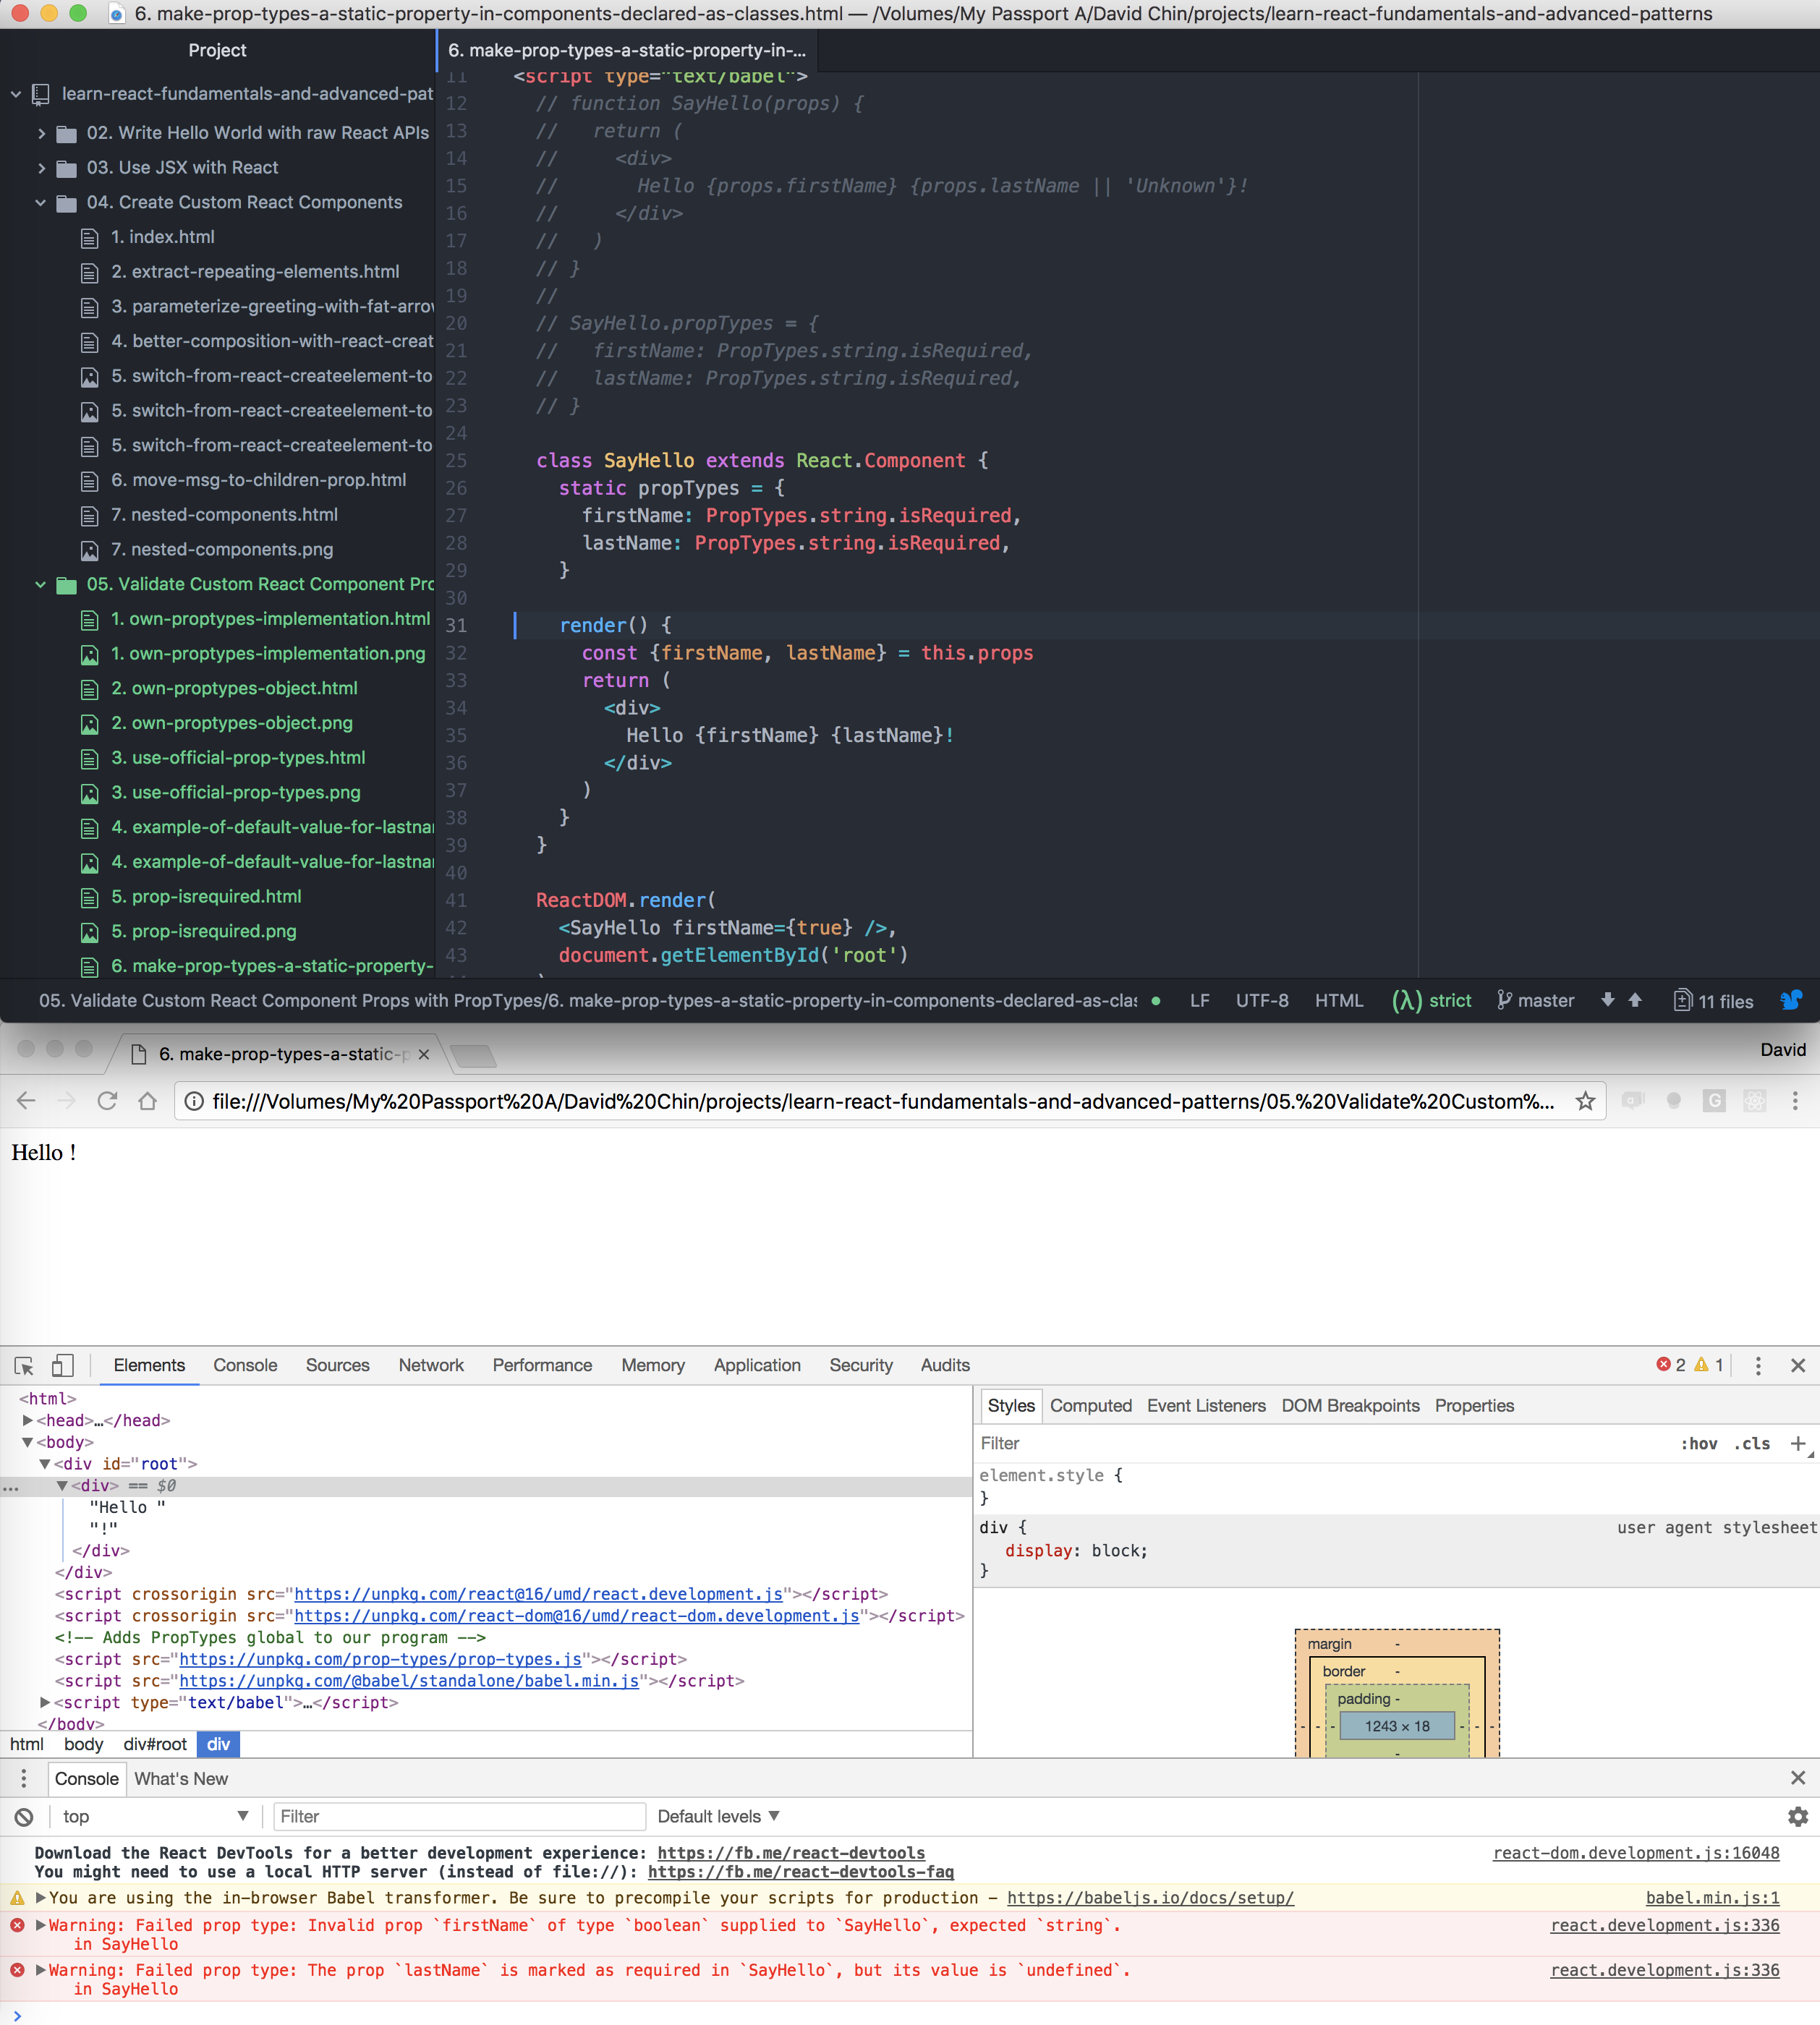 6. make-prop-types-a-static-property-in-components-declared-as-classes.html — /Volumes/My Passport A/David Chin/projects/learn-react-fundamentals-and-advanced-patterns
Project
learn-react-fundamentals-and-advanced-pat
02. Write Hello World with raw React APIs
03. Use JSX with React
04. Create Custom React Components
1. index.html
2. extract-repeating-elements.html
3. parameterize-greeting-with-fat-arrow
4. better-composition-with-react-creat
5. switch-from-react-createelement-to
5. switch-from-react-createelement-to
5. switch-from-react-createelement-to
6. move-msg-to-children-prop.html
7. nested-components.html
7. nested-components.png
05. Validate Custom React Component Pro
1. own-proptypes-implementation.html
1. own-proptypes-implementation.png
2. own-proptypes-object.html
2. own-proptypes-object.png
3. use-official-prop-types.html
3. use-official-prop-types.png
4. example-of-default-value-for-lastnar
4. example-of-default-value-for-lastnar
5. prop-isrequired.html
5. prop-isrequired.png
6. make-prop-types-a-static-property-
6. make-prop-types-a-static-property-in-...
11 <script type="text/babel">
12 // function SayHello(props) {
13 //   return (
14 //     <div>
15 //       Hello {props.firstName} {props.lastName || 'Unknown'}!
16 //     </div>
17 //   )
18 // }
19 //
20 // SayHello.propTypes = {
21 //   firstName: PropTypes.string.isRequired,
22 //   lastName: PropTypes.string.isRequired,
23 // }
24
25 class SayHello extends React.Component {
26   static propTypes = {
27     firstName: PropTypes.string.isRequired,
28     lastName: PropTypes.string.isRequired,
29   }
30
31   render() {
32     const {firstName, lastName} = this.props
33     return (
34       <div>
35         Hello {firstName} {lastName}!
36       </div>
37     )
38   }
39 }
40
41 ReactDOM.render(
42   <SayHello firstName={true} />,
43   document.getElementById('root')
05. Validate Custom React Component Props with PropTypes/6. make-prop-types-a-static-property-in-components-declared-as-clas LF UTF-8 HTML (λ) strict master 11 files
6. make-prop-types-a-static-p David
file:///Volumes/My%20Passport%20A/David%20Chin/projects/learn-react-fundamentals-and-advanced-patterns/05.%20Validate%20Custom%... G
Hello !
Elements Console Sources Network Performance Memory Application Security Audits 2 1
<html>
<head>…</head>
<body>
<div id="root">
... <div> == $0
"Hello "
"!"
</div>
</div>
<script crossorigin src="https://unpkg.com/react@16/umd/react.development.js"></script>
<script crossorigin src="https://unpkg.com/react-dom@16/umd/react-dom.development.js"></script>
<!-- Adds PropTypes global to our program -->
<script src="https://unpkg.com/prop-types/prop-types.js"></script>
<script src="https://unpkg.com/@babel/standalone/babel.min.js"></script>
<script type="text/babel">…</script>
</body>
html body div#root div
Styles Computed Event Listeners DOM Breakpoints Properties
Filter :hov .cls +
element.style {
}
div { user agent stylesheet
display: block;
}
margin -
border -
padding -
- - - 1243 × 18 - - -
-
Console What's New
top Filter Default levels
Download the React DevTools for a better development experience: https://fb.me/react-devtools react-dom.development.js:16048
You might need to use a local HTTP server (instead of file://): https://fb.me/react-devtools-faq
You are using the in-browser Babel transformer. Be sure to precompile your scripts for production - https://babeljs.io/docs/setup/ babel.min.js:1
Warning: Failed prop type: Invalid prop `firstName` of type `boolean` supplied to `SayHello`, expected `string`. react.development.js:336
in SayHello
Warning: Failed prop type: The prop `lastName` is marked as required in `SayHello`, but its value is `undefined`. react.development.js:336
in SayHello
>